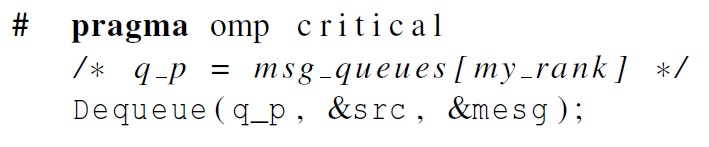 # pragma omp critical
/* q_p = msg_queues[my_rank] */
Dequeue(q_p, &src, &mesg);